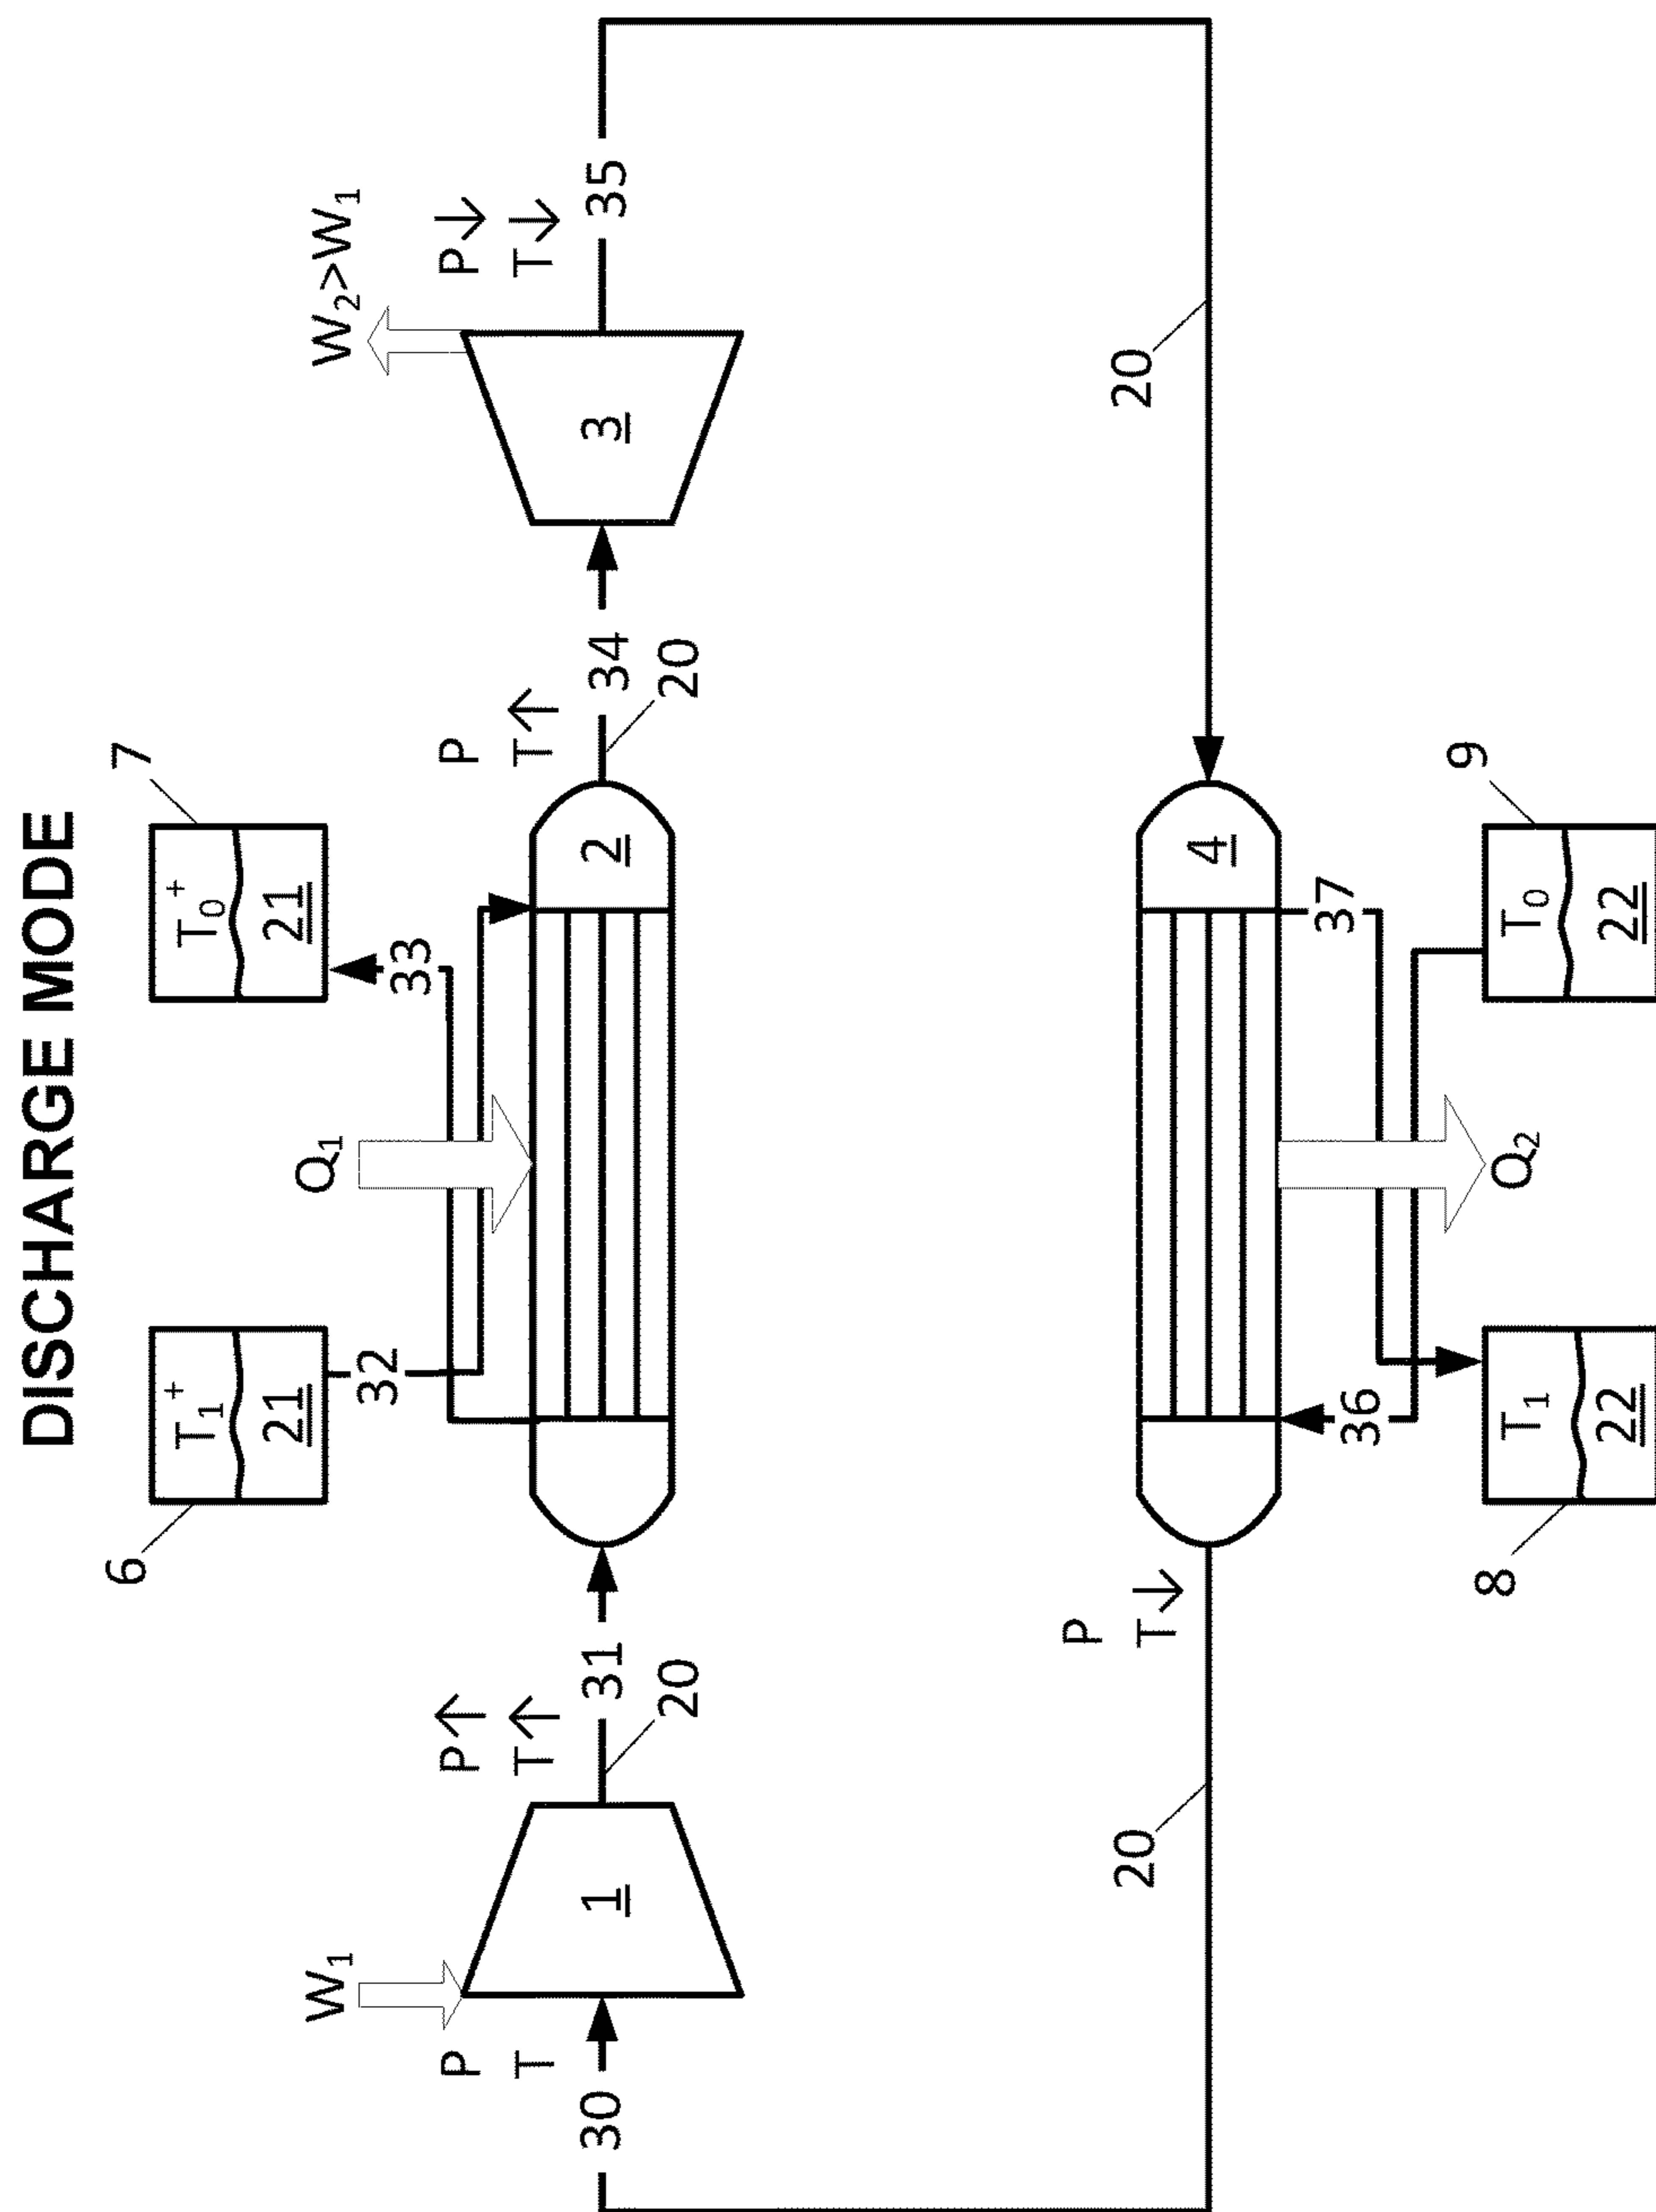 DISCHARGE MODE
6
7
T₁⁺
T₀⁺
21
21
W₁
Q₁
W₂>W₁
32
33
P
P↑
P
P↓
T
T↑
T↑
T↓
30
1
31
2
34
3
35
20
20
P
T↓
20
20
4
36
37
8
Q₂
9
T₁
T₀
22
22